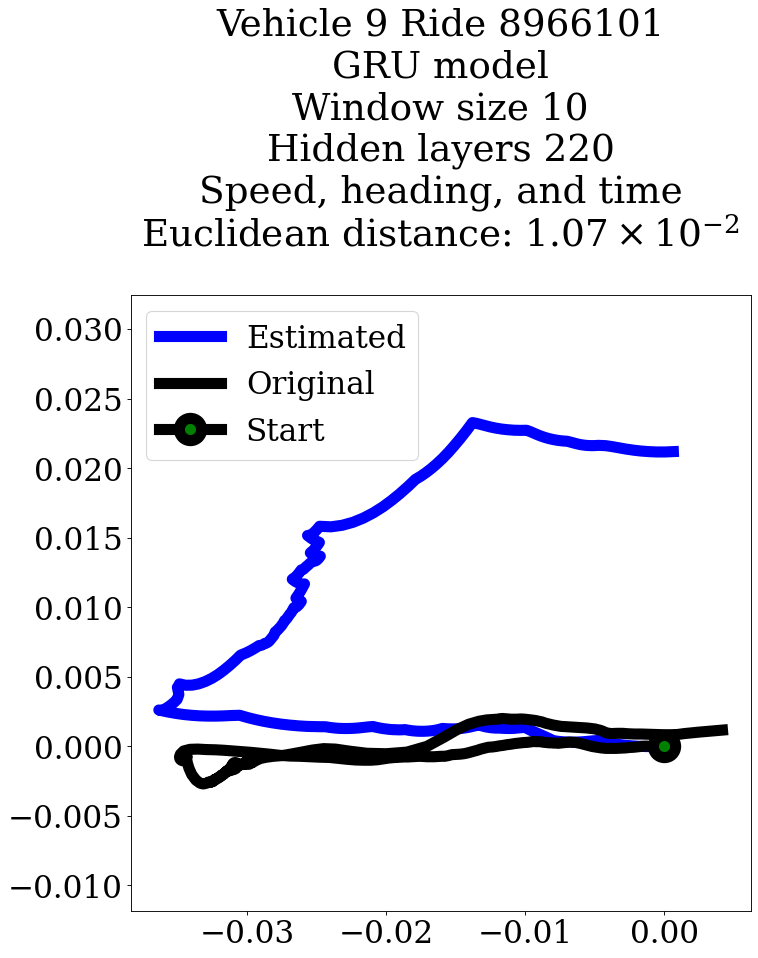 Vehicle 9 Ride 8966101
GRU model
Window size 10
Hidden layers 220
Speed, heading, and time
Euclidean distance: 1.07 × 10⁻²
Estimated
Original
Start
0.030
0.025
0.020
0.015
0.010
0.005
0.000
−0.005
−0.010
−0.03 −0.02 −0.01 0.00